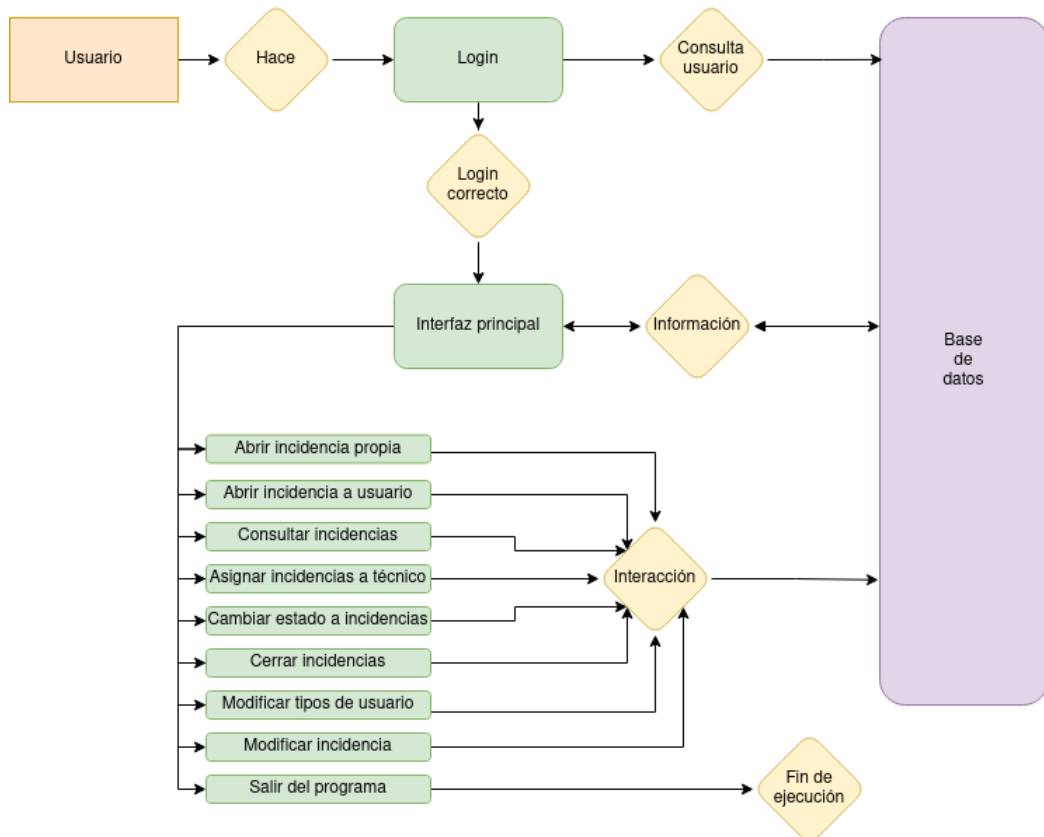 Usuario
Hace
Login
Consulta
usuario
Login
correcto
Interfaz principal
Información
Base
de
datos
Abrir incidencia propia
Abrir incidencia a usuario
Consultar incidencias
Asignar incidencias a técnico
Interacción
Cambiar estado a incidencias
Cerrar incidencias
Modificar tipos de usuario
Modificar incidencia
Salir del programa
Fin de
ejecución